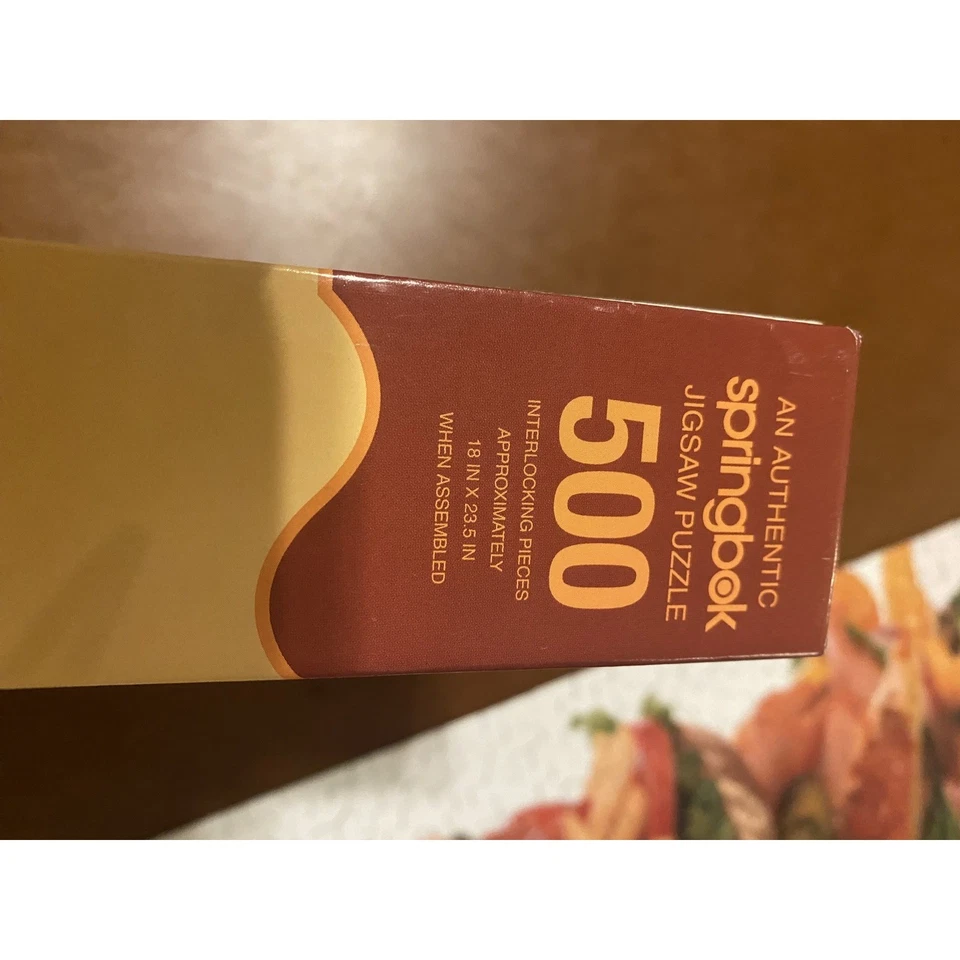 AN AUTHENTIC
springbok
JIGSAW PUZZLE
500
INTERLOCKING PIECES
APPROXIMATELY
18 IN X 23.5 IN
WHEN ASSEMBLED